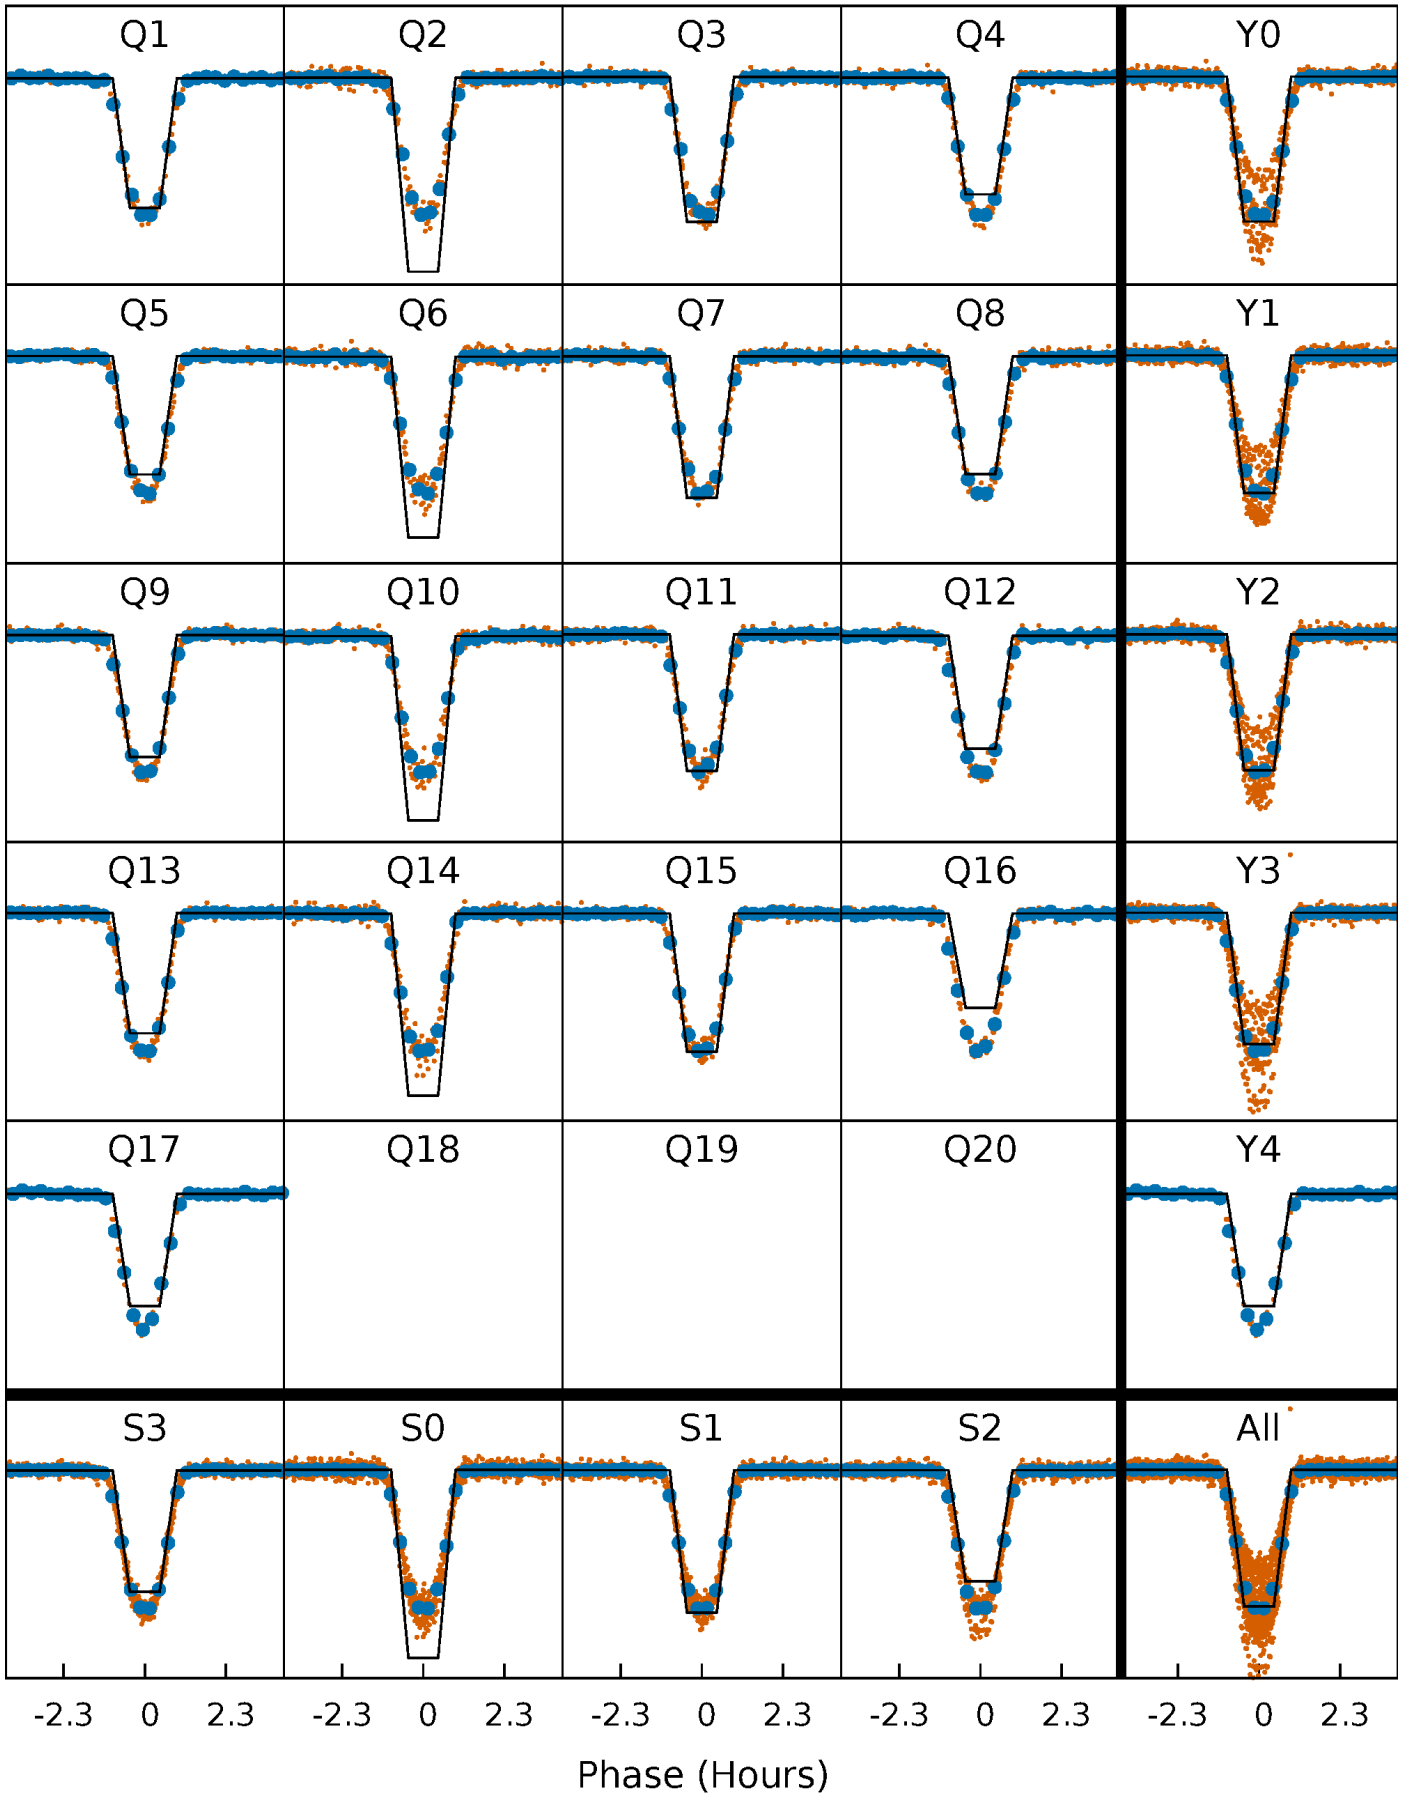 Q1 Q2 Q3 Q4 Y0
Q5 Q6 Q7 Q8 Y1
Q9 Q10 Q11 Q12 Y2
Q13 Q14 Q15 Q16 Y3
Q17 Q18 Q19 Q20 Y4
S3 S0 S1 S2 All
-2.3 0 2.3 -2.3 0 2.3 -2.3 0 2.3 -2.3 0 2.3 -2.3 0 2.3
Phase (Hours)